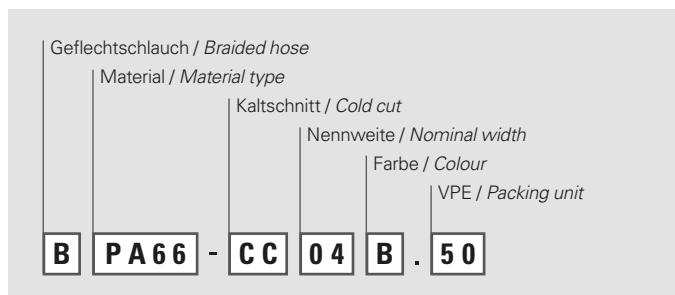 Geflechtschlauch / Braided hose
Material / Material type
Kaltschnitt / Cold cut
Nennweite / Nominal width
Farbe / Colour
VPE / Packing unit
B PA66 - CC 04 B . 50